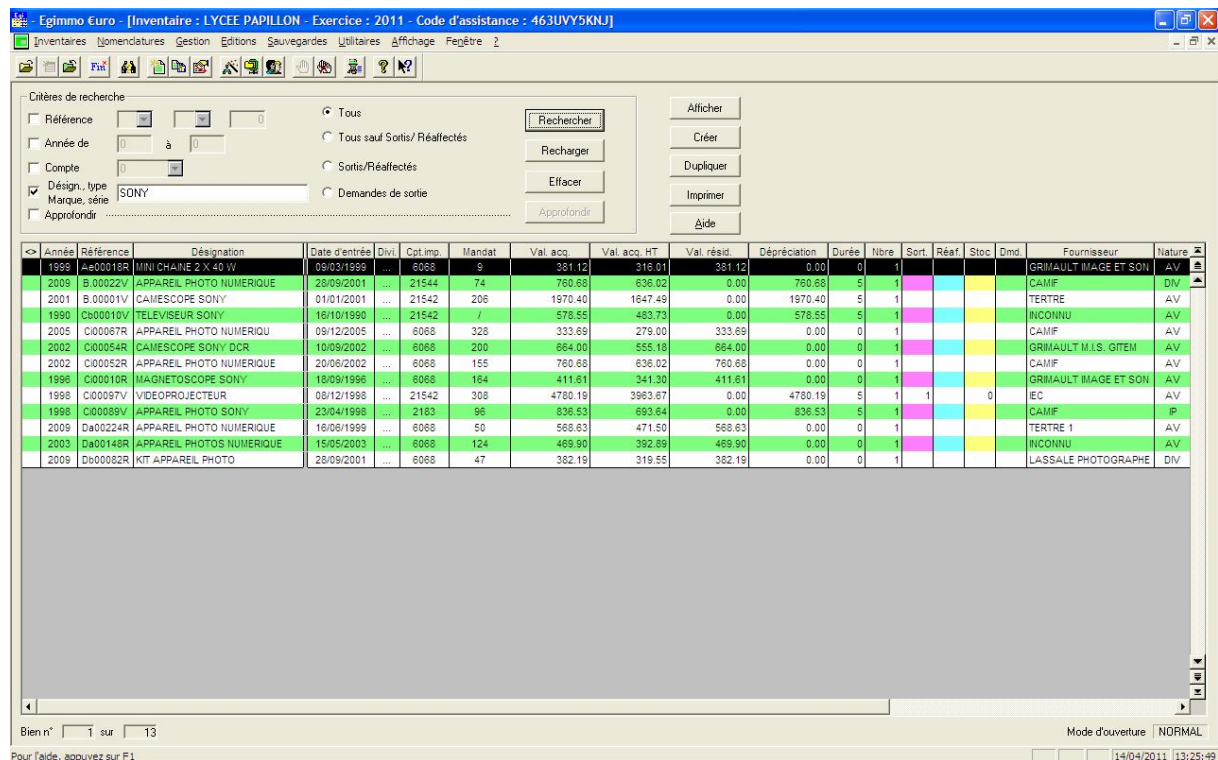 - Egimmo €uro - [Inventaire : LYCEE PAPILLON - Exercice : 2011 - Code d'assistance : 463UVY5KNJ]
Inventaires Nomenclatures Gestion Editions Sauvegardes Utilitaires Affichage Fenêtre ?
Critères de recherche
Référence 0
Année de 0 à 0
Compte 0
Désign., type
Marque, série SONY
Approfondir
Tous
Tous sauf Sortis/ Réaffectés
Sortis/Réaffectés
Demandes de sortie
Rechercher
Recharger
Effacer
Approfondir
Afficher
Créer
Dupliquer
Imprimer
Aide
<> Année Référence Désignation Date d'entrée Divi. Cpt.imp. Mandat Val. acq. Val. acq. HT Val. résid. Dépréciation Durée Nbre Sort. Réaf. Stoc Dmd. Fournisseur Nature
1999 Ae00018R MINI CHAINE 2 X 40 W 09/03/1999 ... 6068 9 381.12 316.01 381.12 0.00 0 1 GRIMAULT IMAGE ET SON AV
2009 B.00022V APPAREIL PHOTO NUMERIQUE 28/09/2001 ... 21544 74 760.68 636.02 0.00 760.68 5 1 CAMIF DIV
2001 B.00001V CAMESCOPE SONY 01/01/2001 ... 21542 206 1970.40 1647.49 0.00 1970.40 5 1 TERTRE AV
1990 Cb00010V TELEVISEUR SONY 16/10/1990 ... 21542 / 578.55 483.73 0.00 578.55 5 1 INCONNU AV
2005 Ci00067R APPAREIL PHOTO NUMERIQU 09/12/2005 ... 6068 328 333.69 279.00 333.69 0.00 0 1 CAMIF AV
2002 Ci00054R CAMESCOPE SONY DCR 10/09/2002 ... 6068 200 664.00 555.18 664.00 0.00 0 1 GRIMAULT M.I.S. GITEM AV
2002 Ci00052R APPAREIL PHOTO NUMERIQUE 20/06/2002 ... 6068 155 760.68 636.02 760.68 0.00 0 1 CAMIF AV
1996 Ci00010R MAGNETOSCOPE SONY 18/09/1996 ... 6068 164 411.61 341.30 411.61 0.00 0 1 GRIMAULT IMAGE ET SON AV
1998 Ci00097V VIDEOPROJECTEUR 08/12/1998 ... 21542 308 4780.19 3963.67 0.00 4780.19 5 1 1 0 IEC AV
1998 Ci00089V APPAREIL PHOTO SONY 23/04/1998 ... 2183 96 836.53 693.64 0.00 836.53 5 1 CAMIF IP
2009 Da00224R APPAREIL PHOTO NUMERIQUE 16/06/1999 ... 6068 50 568.63 471.50 568.63 0.00 0 1 TERTRE 1 AV
2003 Da00148R APPAREIL PHOTOS NUMERIQUE 15/05/2003 ... 6068 124 469.90 392.89 469.90 0.00 0 1 INCONNU AV
2009 Db00082R KIT APPAREIL PHOTO 28/09/2001 ... 6068 47 382.19 319.55 382.19 0.00 0 1 LASSALE PHOTOGRAPHE DIV
Bien n° 1 sur 13
Mode d'ouverture NORMAL
Pour l'aide, appuyez sur F1
14/04/2011 13:25:49